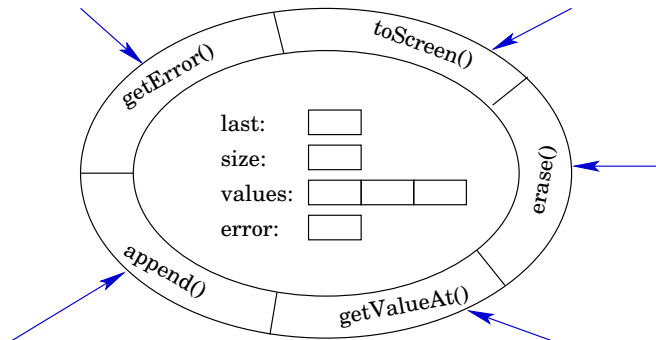 getError()
toScreen()
last:
size:
values:
error:
erase()
append()
getValueAt()